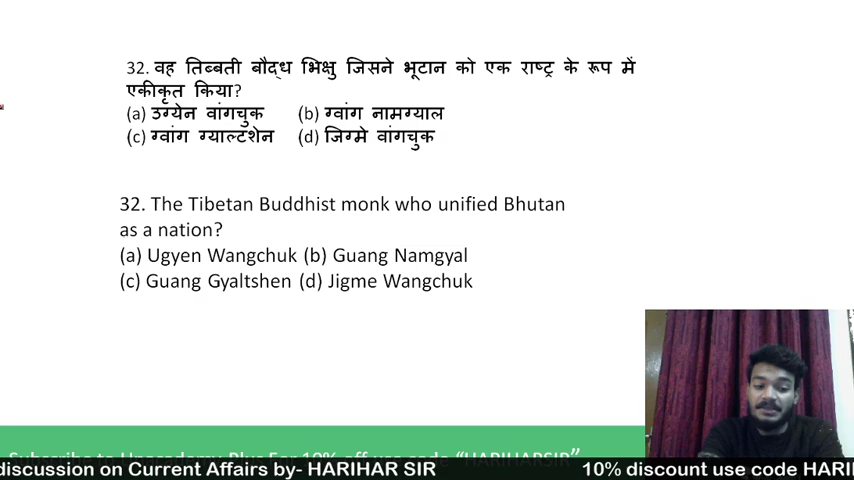 32. वह तिब्बती बौद्ध भिक्षु जिसने भूटान को एक राष्ट्र के रूप में
एकीकृत किया?
(a) उग्येन वांगचुक (b) ग्वांग नामग्याल
(c) ग्वांग ग्याल्टशेन (d) जिग्मे वांगचुक
32. The Tibetan Buddhist monk who unified Bhutan
as a nation?
(a) Ugyen Wangchuk (b) Guang Namgyal
(c) Guang Gyaltshen (d) Jigme Wangchuk
discussion on Current Affairs by- HARIHAR SIR 10% discount use code HARI